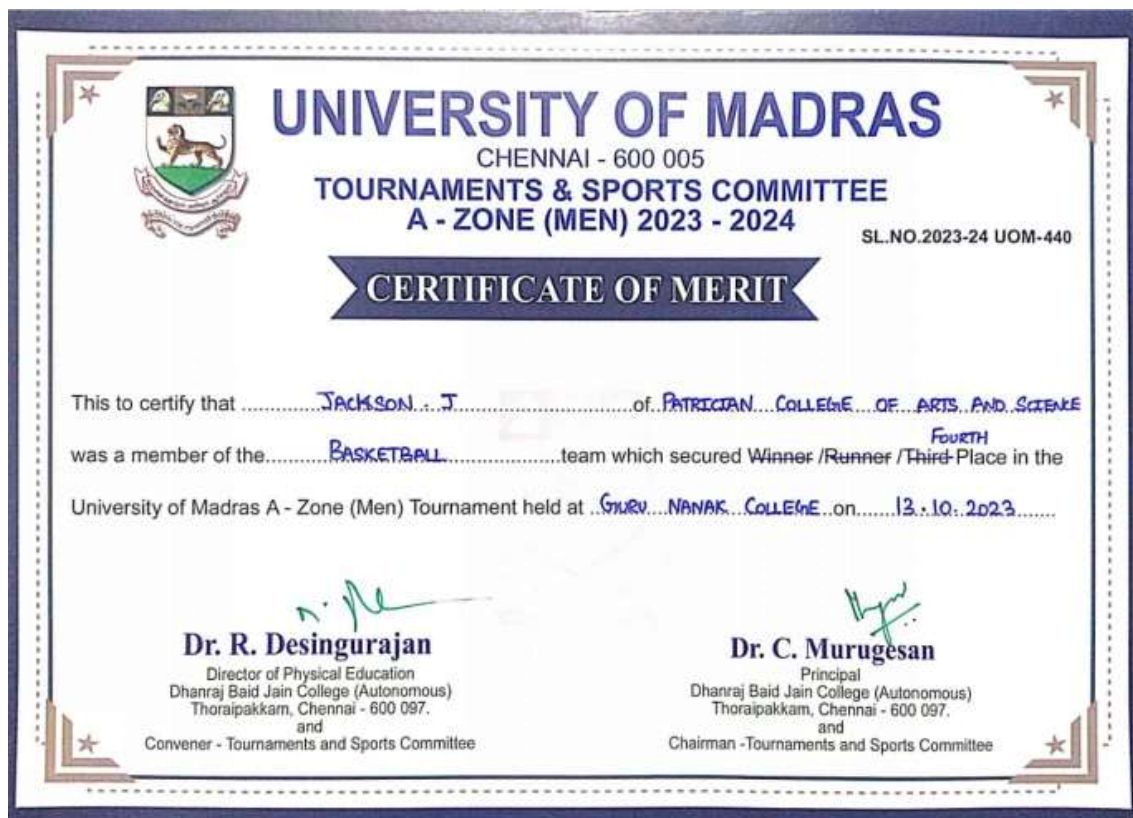 UNIVERSITY OF MADRAS
CHENNAI - 600 005
TOURNAMENTS & SPORTS COMMITTEE
A - ZONE (MEN) 2023 - 2024
SL.NO.2023-24 UOM-440
CERTIFICATE OF MERIT
This to certify that JACKSON . J of PATRICIAN COLLEGE OF ARTS AND SCIENCE
FOURTH
was a member of the BASKETBALL team which secured Winner /Runner /Third Place in the
University of Madras A - Zone (Men) Tournament held at GURU NANAK COLLEGE on 13.10.2023
Dr. R. Desingurajan
Director of Physical Education
Dhanraj Baid Jain College (Autonomous)
Thoraipakkam, Chennai - 600 097.
and
Convener - Tournaments and Sports Committee
Dr. C. Murugesan
Principal
Dhanraj Baid Jain College (Autonomous)
Thoraipakkam, Chennai - 600 097.
and
Chairman -Tournaments and Sports Committee